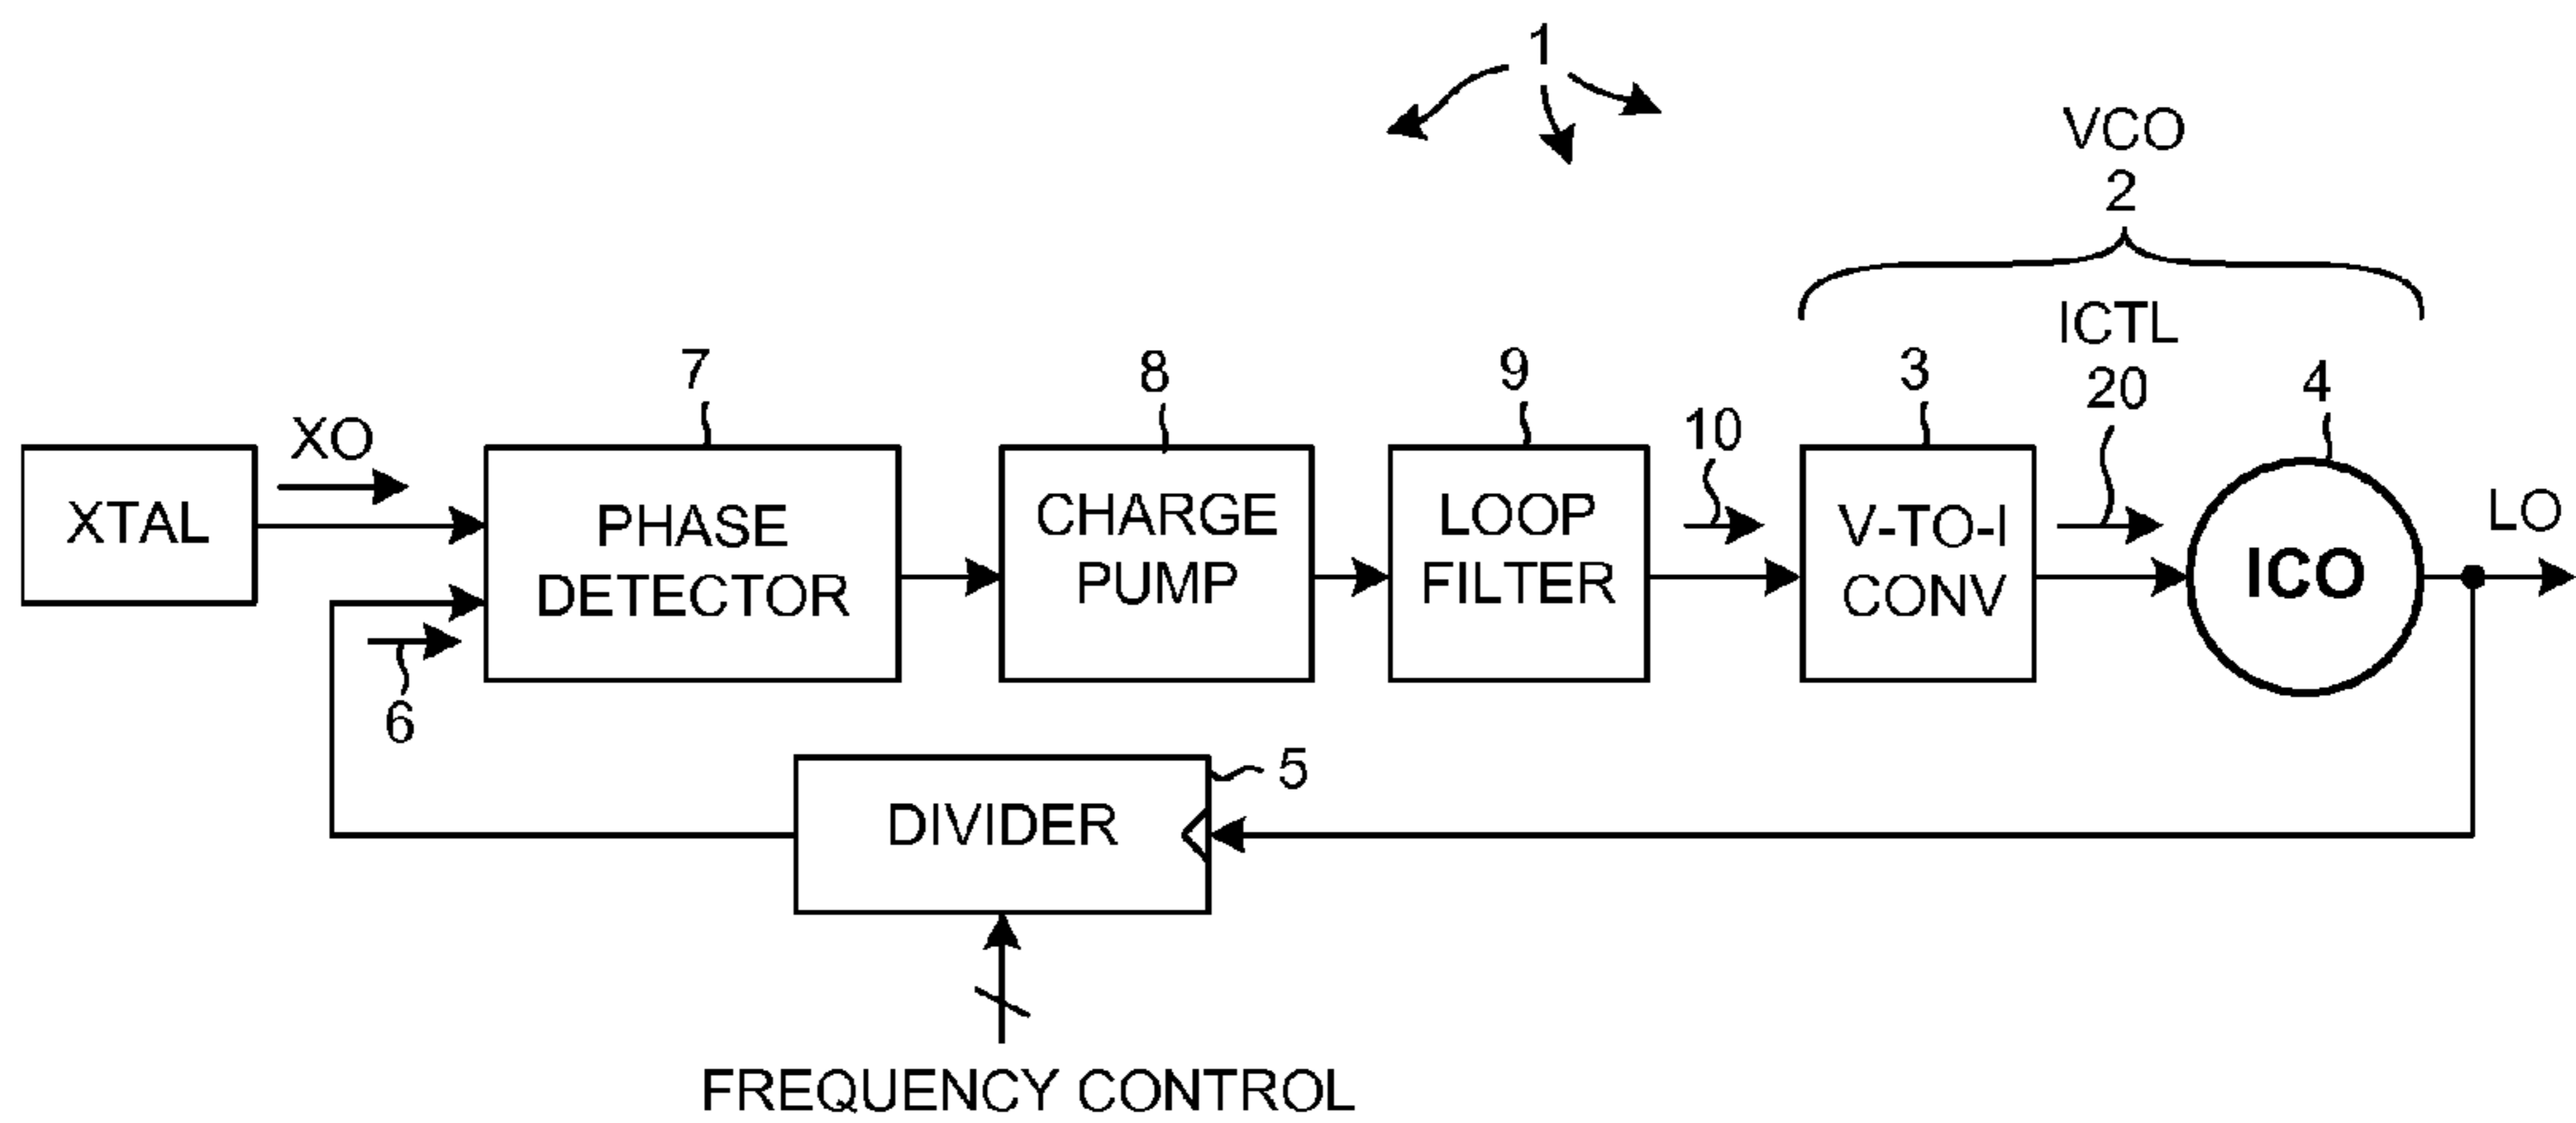 1
VCO
2
ICTL
20
7
8
9
10
3
4
XO
XTAL
PHASE
DETECTOR
CHARGE
PUMP
LOOP
FILTER
V-TO-I
CONV
ICO
LO
6
DIVIDER
5
FREQUENCY CONTROL